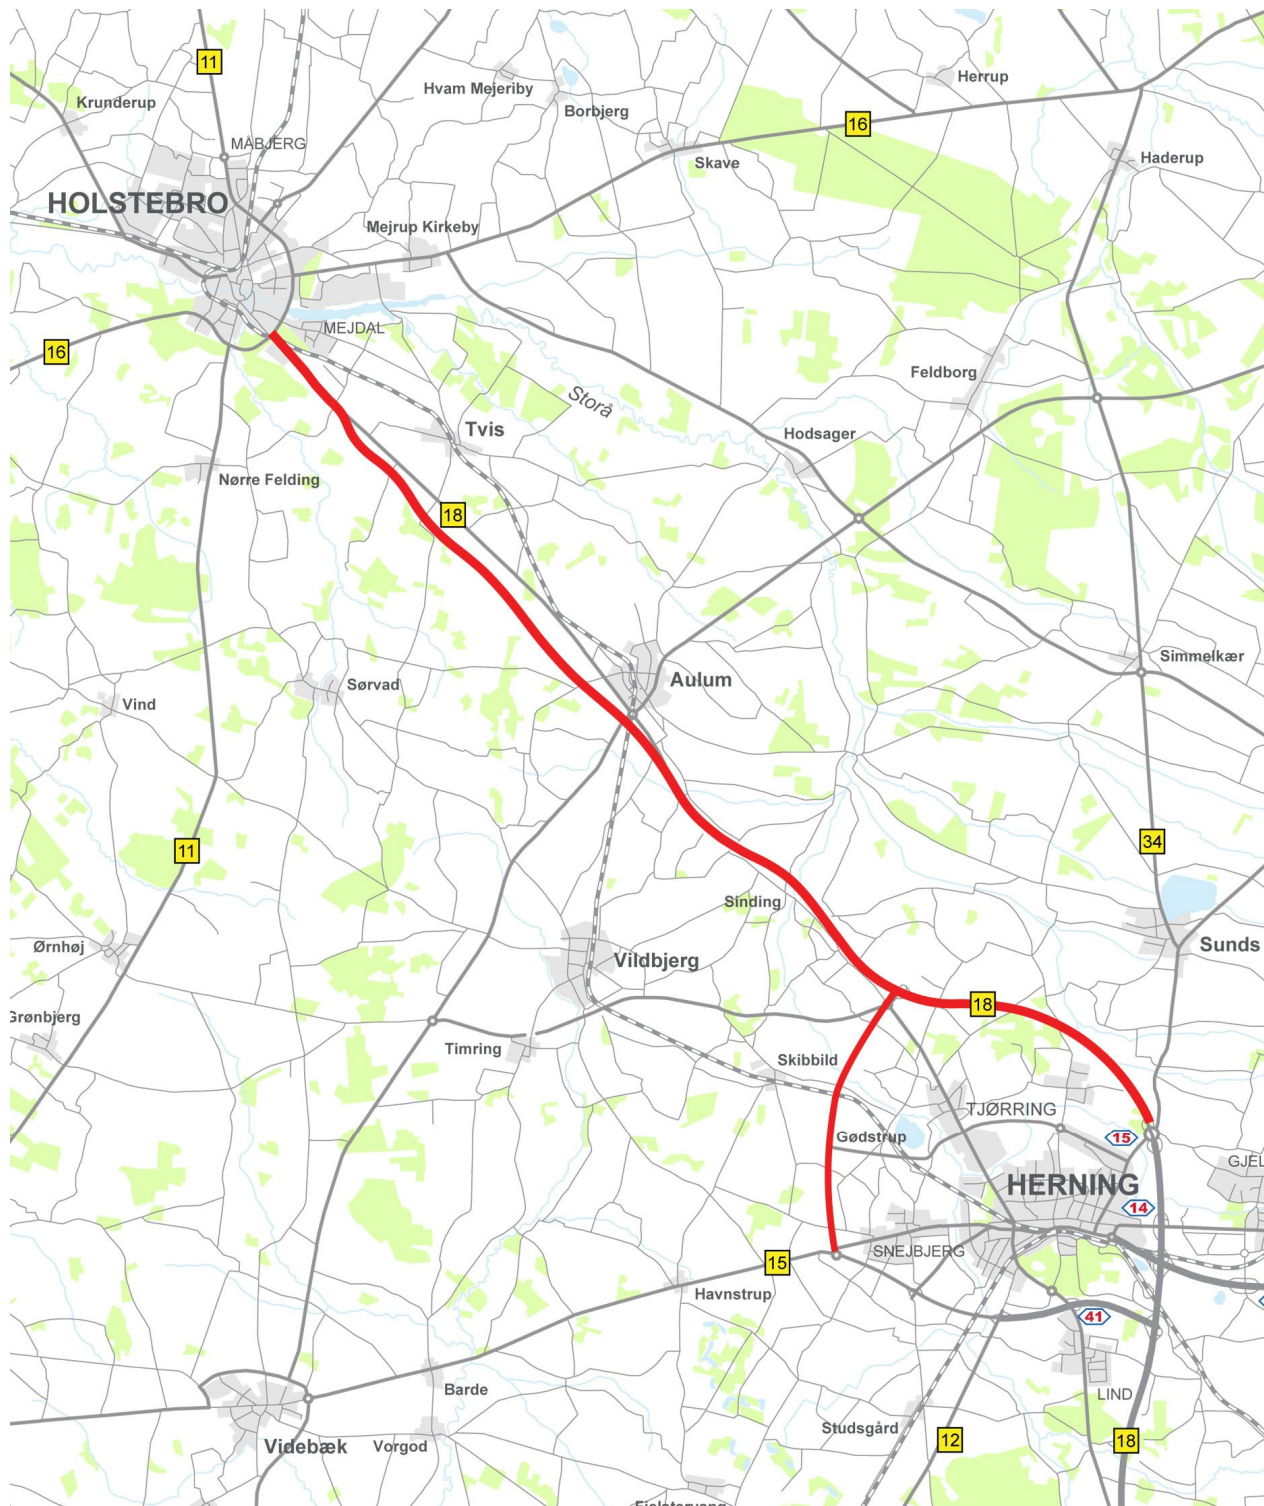 11
Krunderup
Hvam Mejeriby
Borbjerg
Herrup
16
MÅBJERG
Skave
Haderup
HOLSTEBRO
Mejrup Kirkeby
MEJDAL
16
Feldborg
Storå
Tvis
Hodsager
Nørre Felding
18
Simmelkær
Aulum
Sørvad
Vind
34
11
Sinding
Ørnhøj
Vildbjerg
Sunds
18
Grønbjerg
Timring
Skibbild
TJØRRING
Gødstrup
15
GJEL
HERNING
14
SNEJBJERG
15
Havnstrup
41
Barde
LIND
Studsgård
Videbæk
Vorgod
12
18